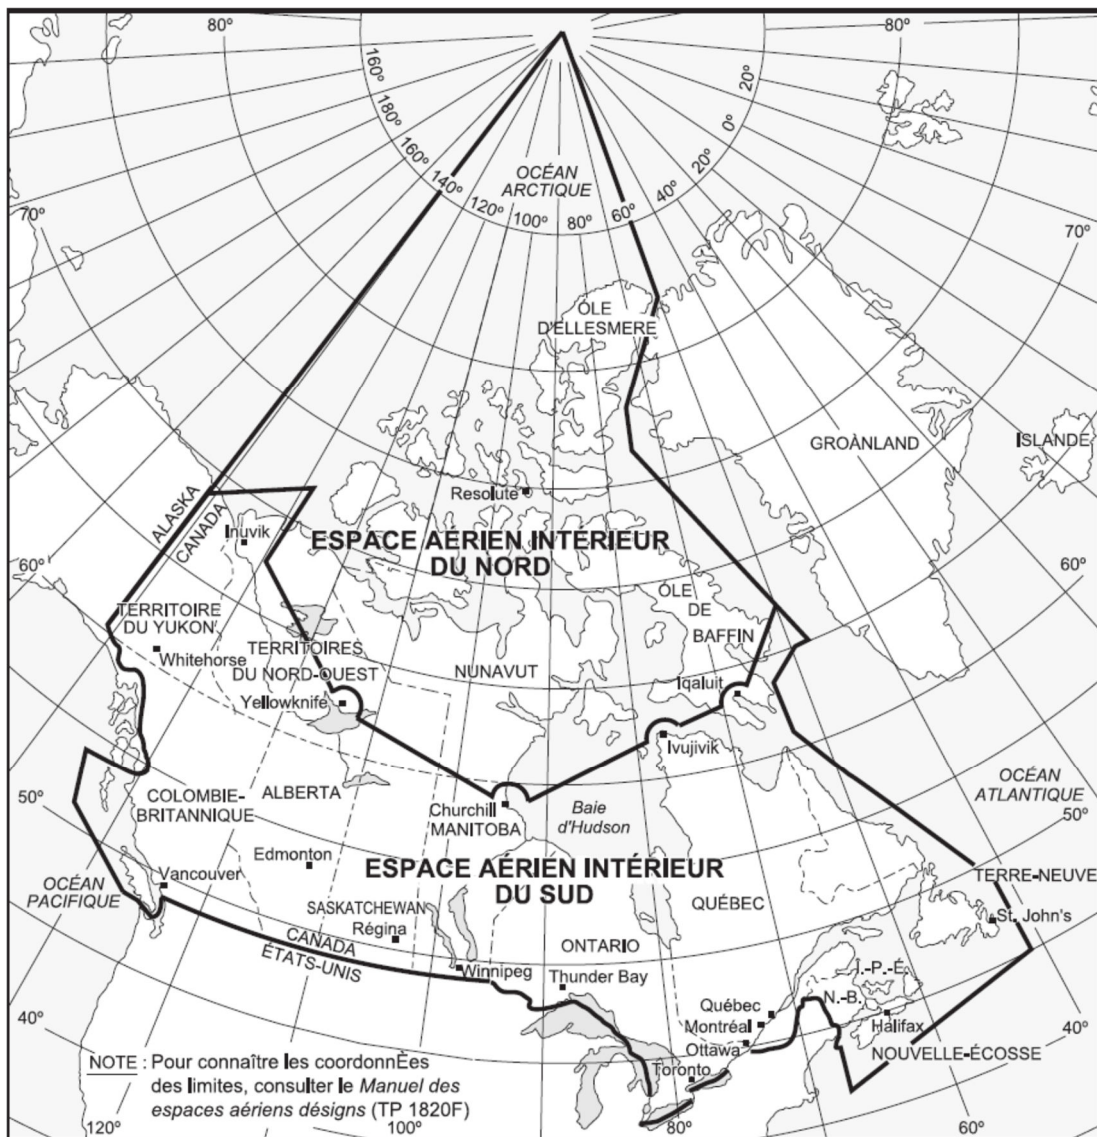 80º
80º
160º
180º
160º
140º
120º
100º
80º
60º
40º
20º
0º
20º
OCÉAN
ARCTIQUE
70º
70º
ÓLE
D'ELLESMERE
GROÀNLAND
ISLANDE
Resolute
ALASKA
CANADA
Inuvik
ESPACE AÉRIEN INTÉRIEUR
DU NORD
60º
60º
ÓLE
DE
BAFFIN
TERRITOIRE
DU YUKON
Whitehorse
TERRITOIRES
DU NORD-OUEST
NUNAVUT
Yellowknife
Iqaluit
Ivujivik
OCÉAN
ATLANTIQUE
50º
50º
COLOMBIE-
BRITANNIQUE
ALBERTA
Churchill
MANITOBA
Baie
d'Hudson
Edmonton
ESPACE AÉRIEN INTÉRIEUR
DU SUD
Vancouver
OCÉAN
PACIFIQUE
TERRE-NEUVE
St. John's
QUÉBEC
SASKATCHEWAN
Régina
ONTARIO
CANADA
ÉTATS-UNIS
Winnipeg
Thunder Bay
Î.-P.-É.
N.-B.
Québec
Montréal
Ottawa
Halifax
Toronto
NOUVELLE-ÉCOSSE
40º
40º
NOTE : Pour connaître les coordonnÈes
des limites, consulter le Manuel des
espaces aériens désigns (TP 1820F)
120º
100º
80º
60º